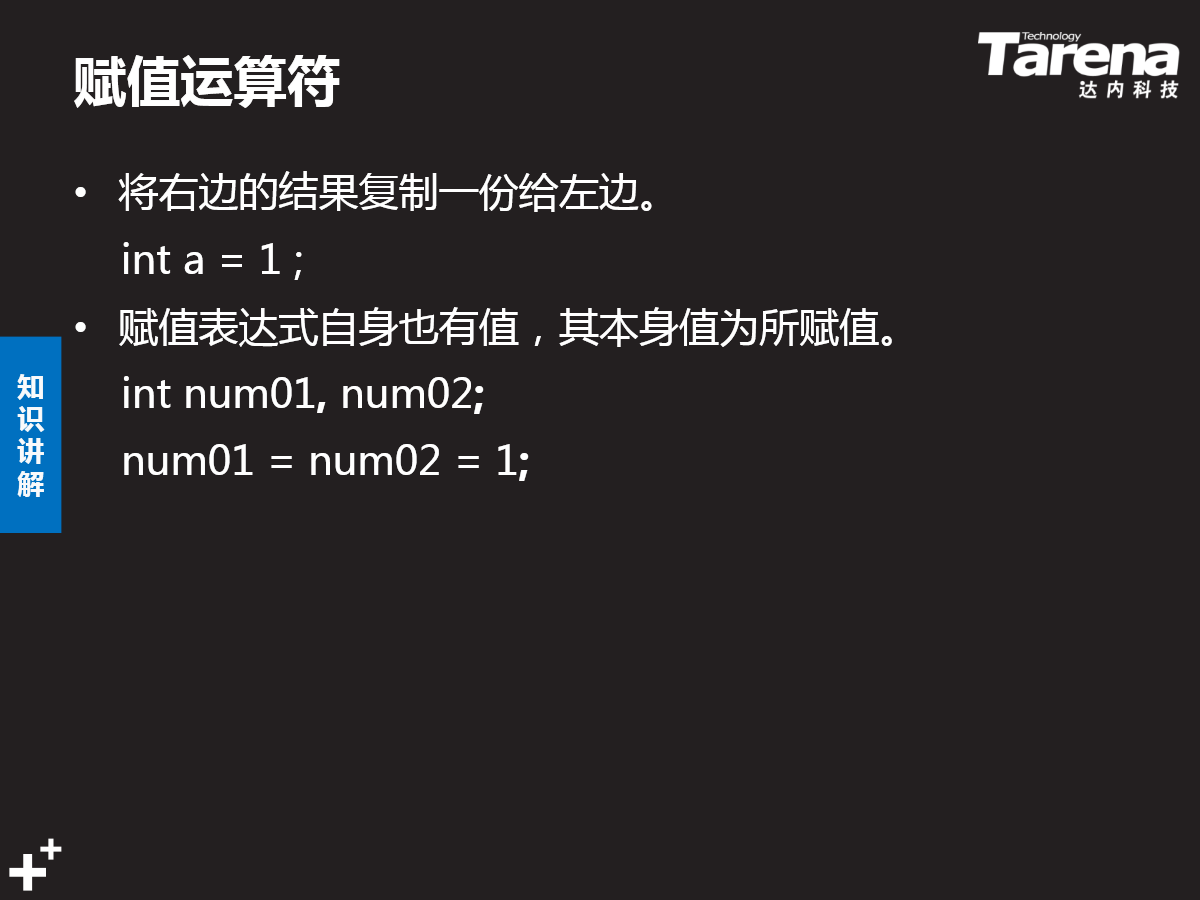 赋值运算符
Technology
Tarena
达内科技
• 将右边的结果复制一份给左边。
int a = 1 ;
• 赋值表达式自身也有值，其本身值为所赋值。
int num01, num02;
num01 = num02 = 1;
知识讲解